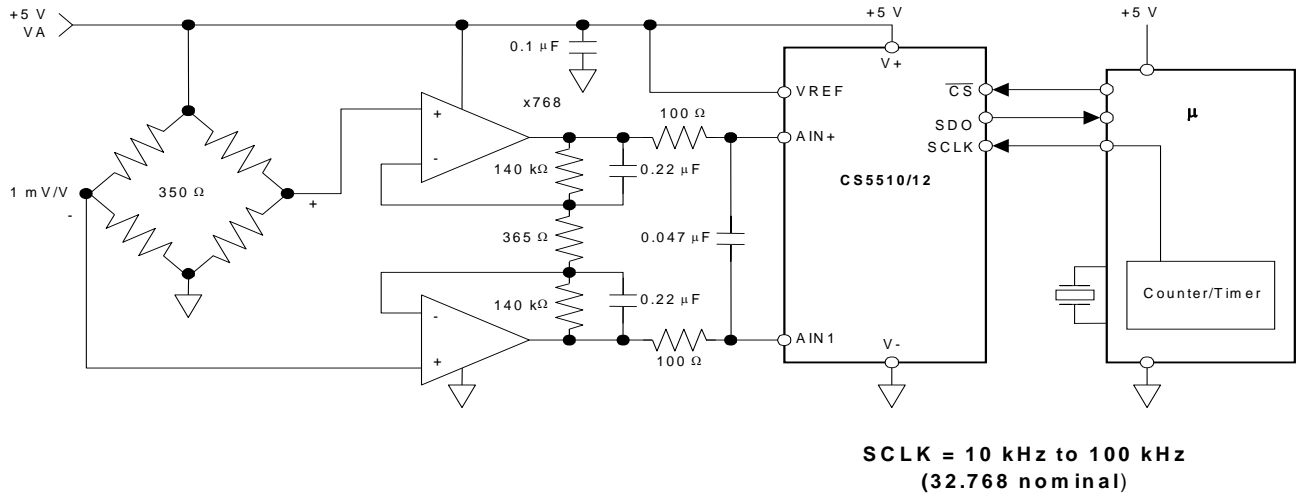 +5 V
VA
+5 V
+5 V
0.1 μF
V+
VREF
CS
x768
100 Ω
+
-
SDO
μ
AIN+
SCLK
140 kΩ
0.22 μF
CS5510/12
1 mV/V
350 Ω
-
+
365 Ω
0.047 μF
140 kΩ
0.22 μF
Counter/Timer
-
+
AIN1
V-
100 Ω
SCLK = 10 kHz to 100 kHz
(32.768 nominal)